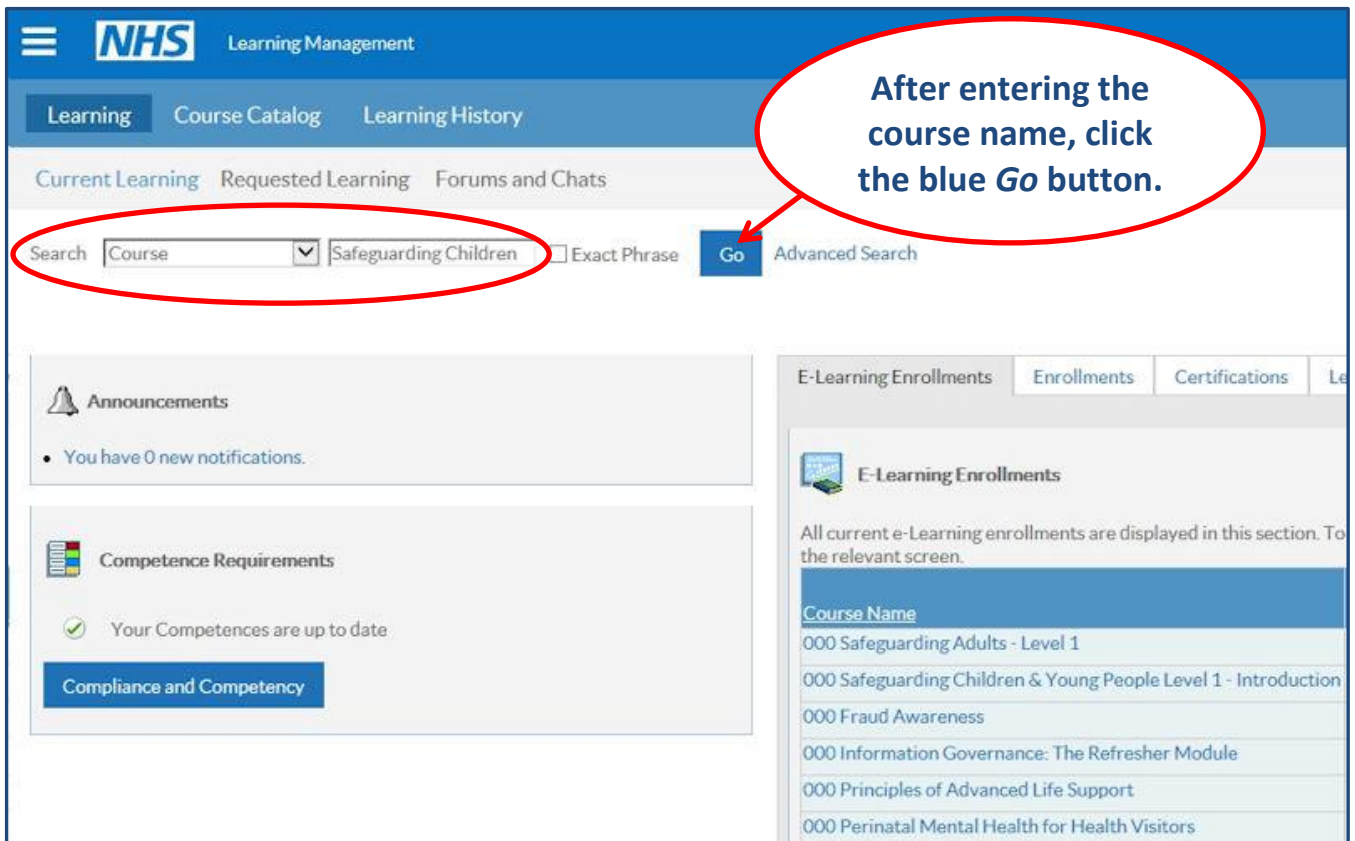 NHS Learning Management
After entering the
course name, click
the blue Go button.
Learning Course Catalog Learning History
Current Learning Requested Learning Forums and Chats
Search Course Safeguarding Children Exact Phrase Go Advanced Search
Announcements
You have 0 new notifications.
Competence Requirements
Your Competences are up to date
Compliance and Competency
E-Learning Enrollments Enrollments Certifications Le
E-Learning Enrollments
All current e-Learning enrollments are displayed in this section. To
the relevant screen.
Course Name
000 Safeguarding Adults - Level 1
000 Safeguarding Children & Young People Level 1 - Introduction
000 Fraud Awareness
000 Information Governance: The Refresher Module
000 Principles of Advanced Life Support
000 Perinatal Mental Health for Health Visitors